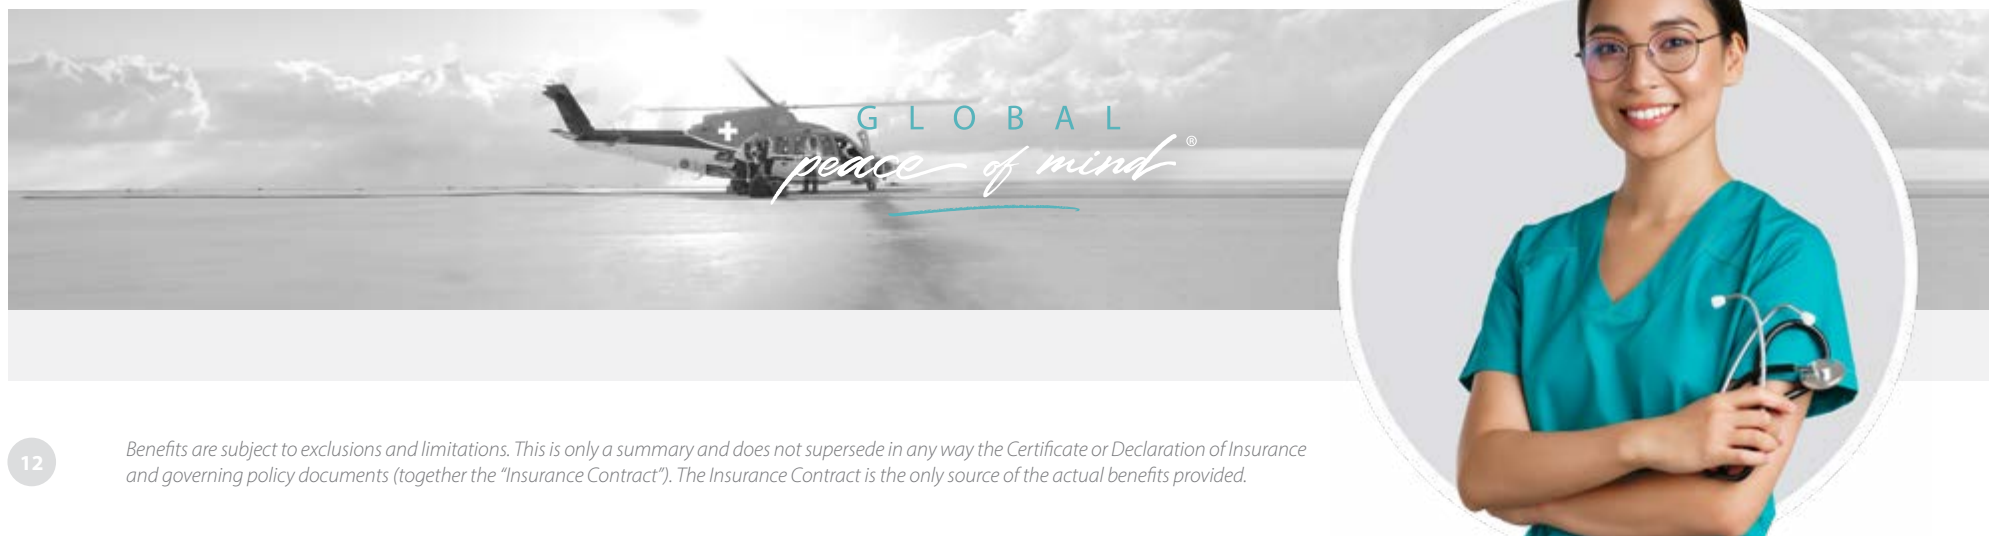 GLOBAL
peace of mind®
Benefits are subject to exclusions and limitations. This is only a summary and does not supersede in any way the Certificate or Declaration of Insurance
and governing policy documents (together the “Insurance Contract”). The Insurance Contract is the only source of the actual benefits provided.
12